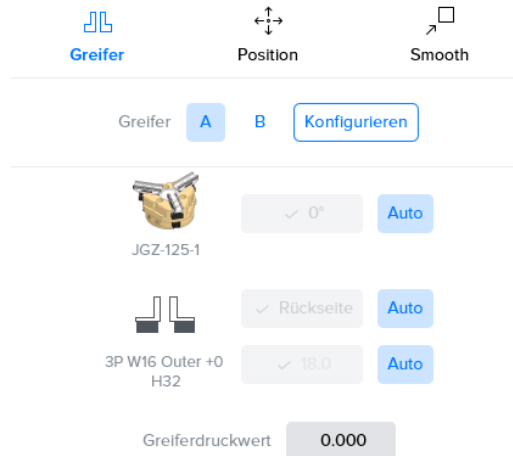 Greifer Position Smooth
Greifer A B Konfigurieren
0° Auto
JGZ-125-1
Rückseite Auto
3P W16 Outer +0 18.0 Auto
H32
Greiferdruckwert 0.000